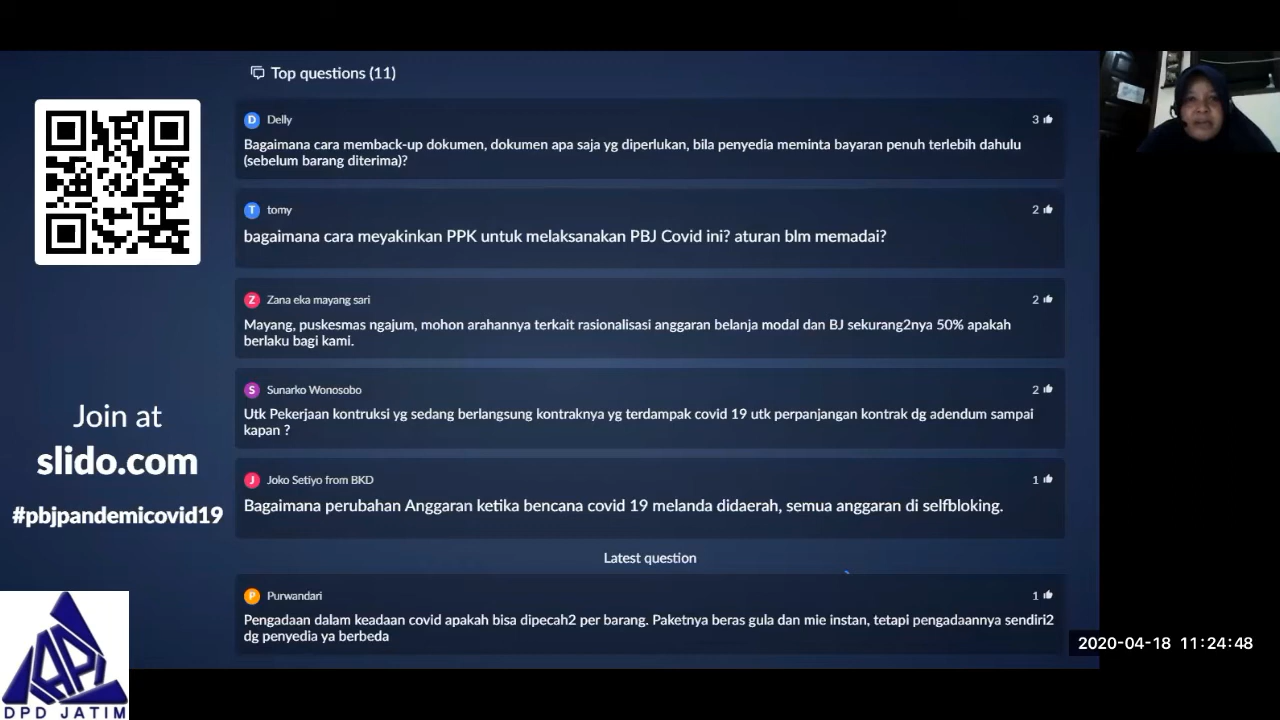 Top questions (11)
D Delly 3
Bagaimana cara memback-up dokumen, dokumen apa saja yg diperlukan, bila penyedia meminta bayaran penuh terlebih dahulu
(sebelum barang diterima)?
T tomy 2
bagaimana cara meyakinkan PPK untuk melaksanakan PBJ Covid ini? aturan blm memadai?
Z Zana eka mayang sari 2
Mayang, puskesmas ngajum, mohon arahannya terkait rasionalisasi anggaran belanja modal dan BJ sekurang2nya 50% apakah
berlaku bagi kami.
S Sunarko Wonosobo 2
Utk Pekerjaan kontruksi yg sedang berlangsung kontraknya yg terdampak covid 19 utk perpanjangan kontrak dg adendum sampai
kapan ?
J Joko Setiyo from BKD 1
Bagaimana perubahan Anggaran ketika bencana covid 19 melanda didaerah, semua anggaran di selfbloking.
Latest question
P Purwandari 1
Pengadaan dalam keadaan covid apakah bisa dipecah2 per barang. Paketnya beras gula dan mie instan, tetapi pengadaannya sendiri2
dg penyedia ya berbeda
Join at
slido.com
#pbjpandemicovid19
IAPI
DPD JATIM
2020-04-18 11:24:48